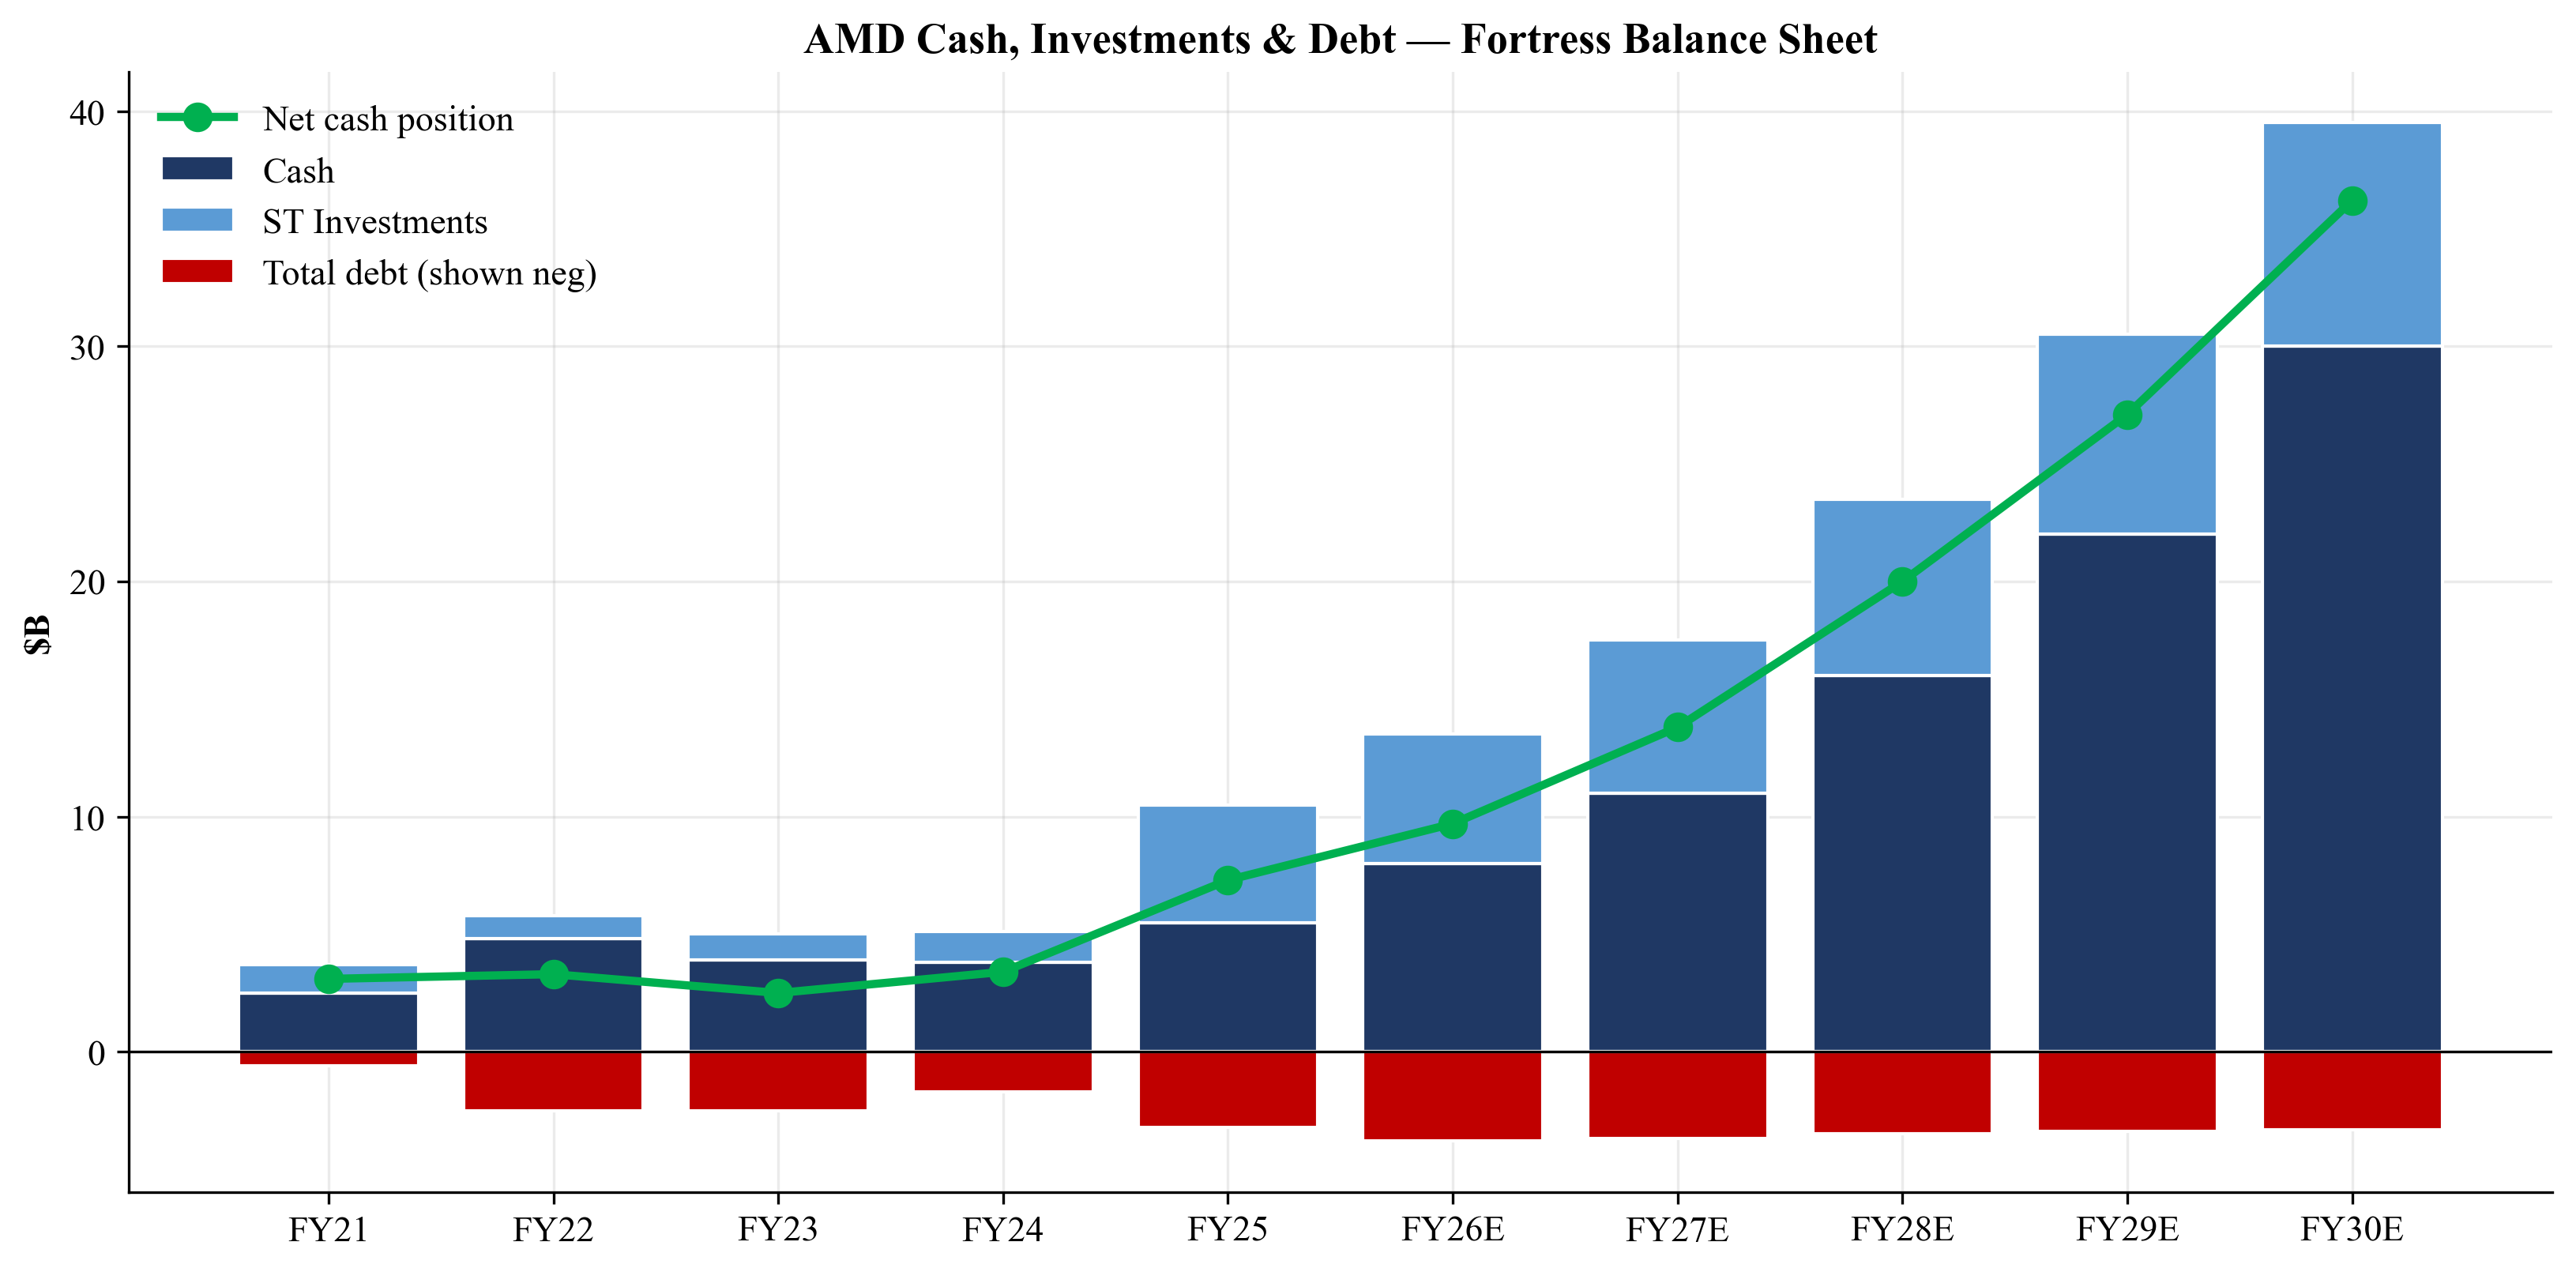 AMD Cash, Investments & Debt — Fortress Balance Sheet
Net cash position
Cash
ST Investments
Total debt (shown neg)
$B
40
30
20
10
0
FY21
FY22
FY23
FY24
FY25
FY26E
FY27E
FY28E
FY29E
FY30E